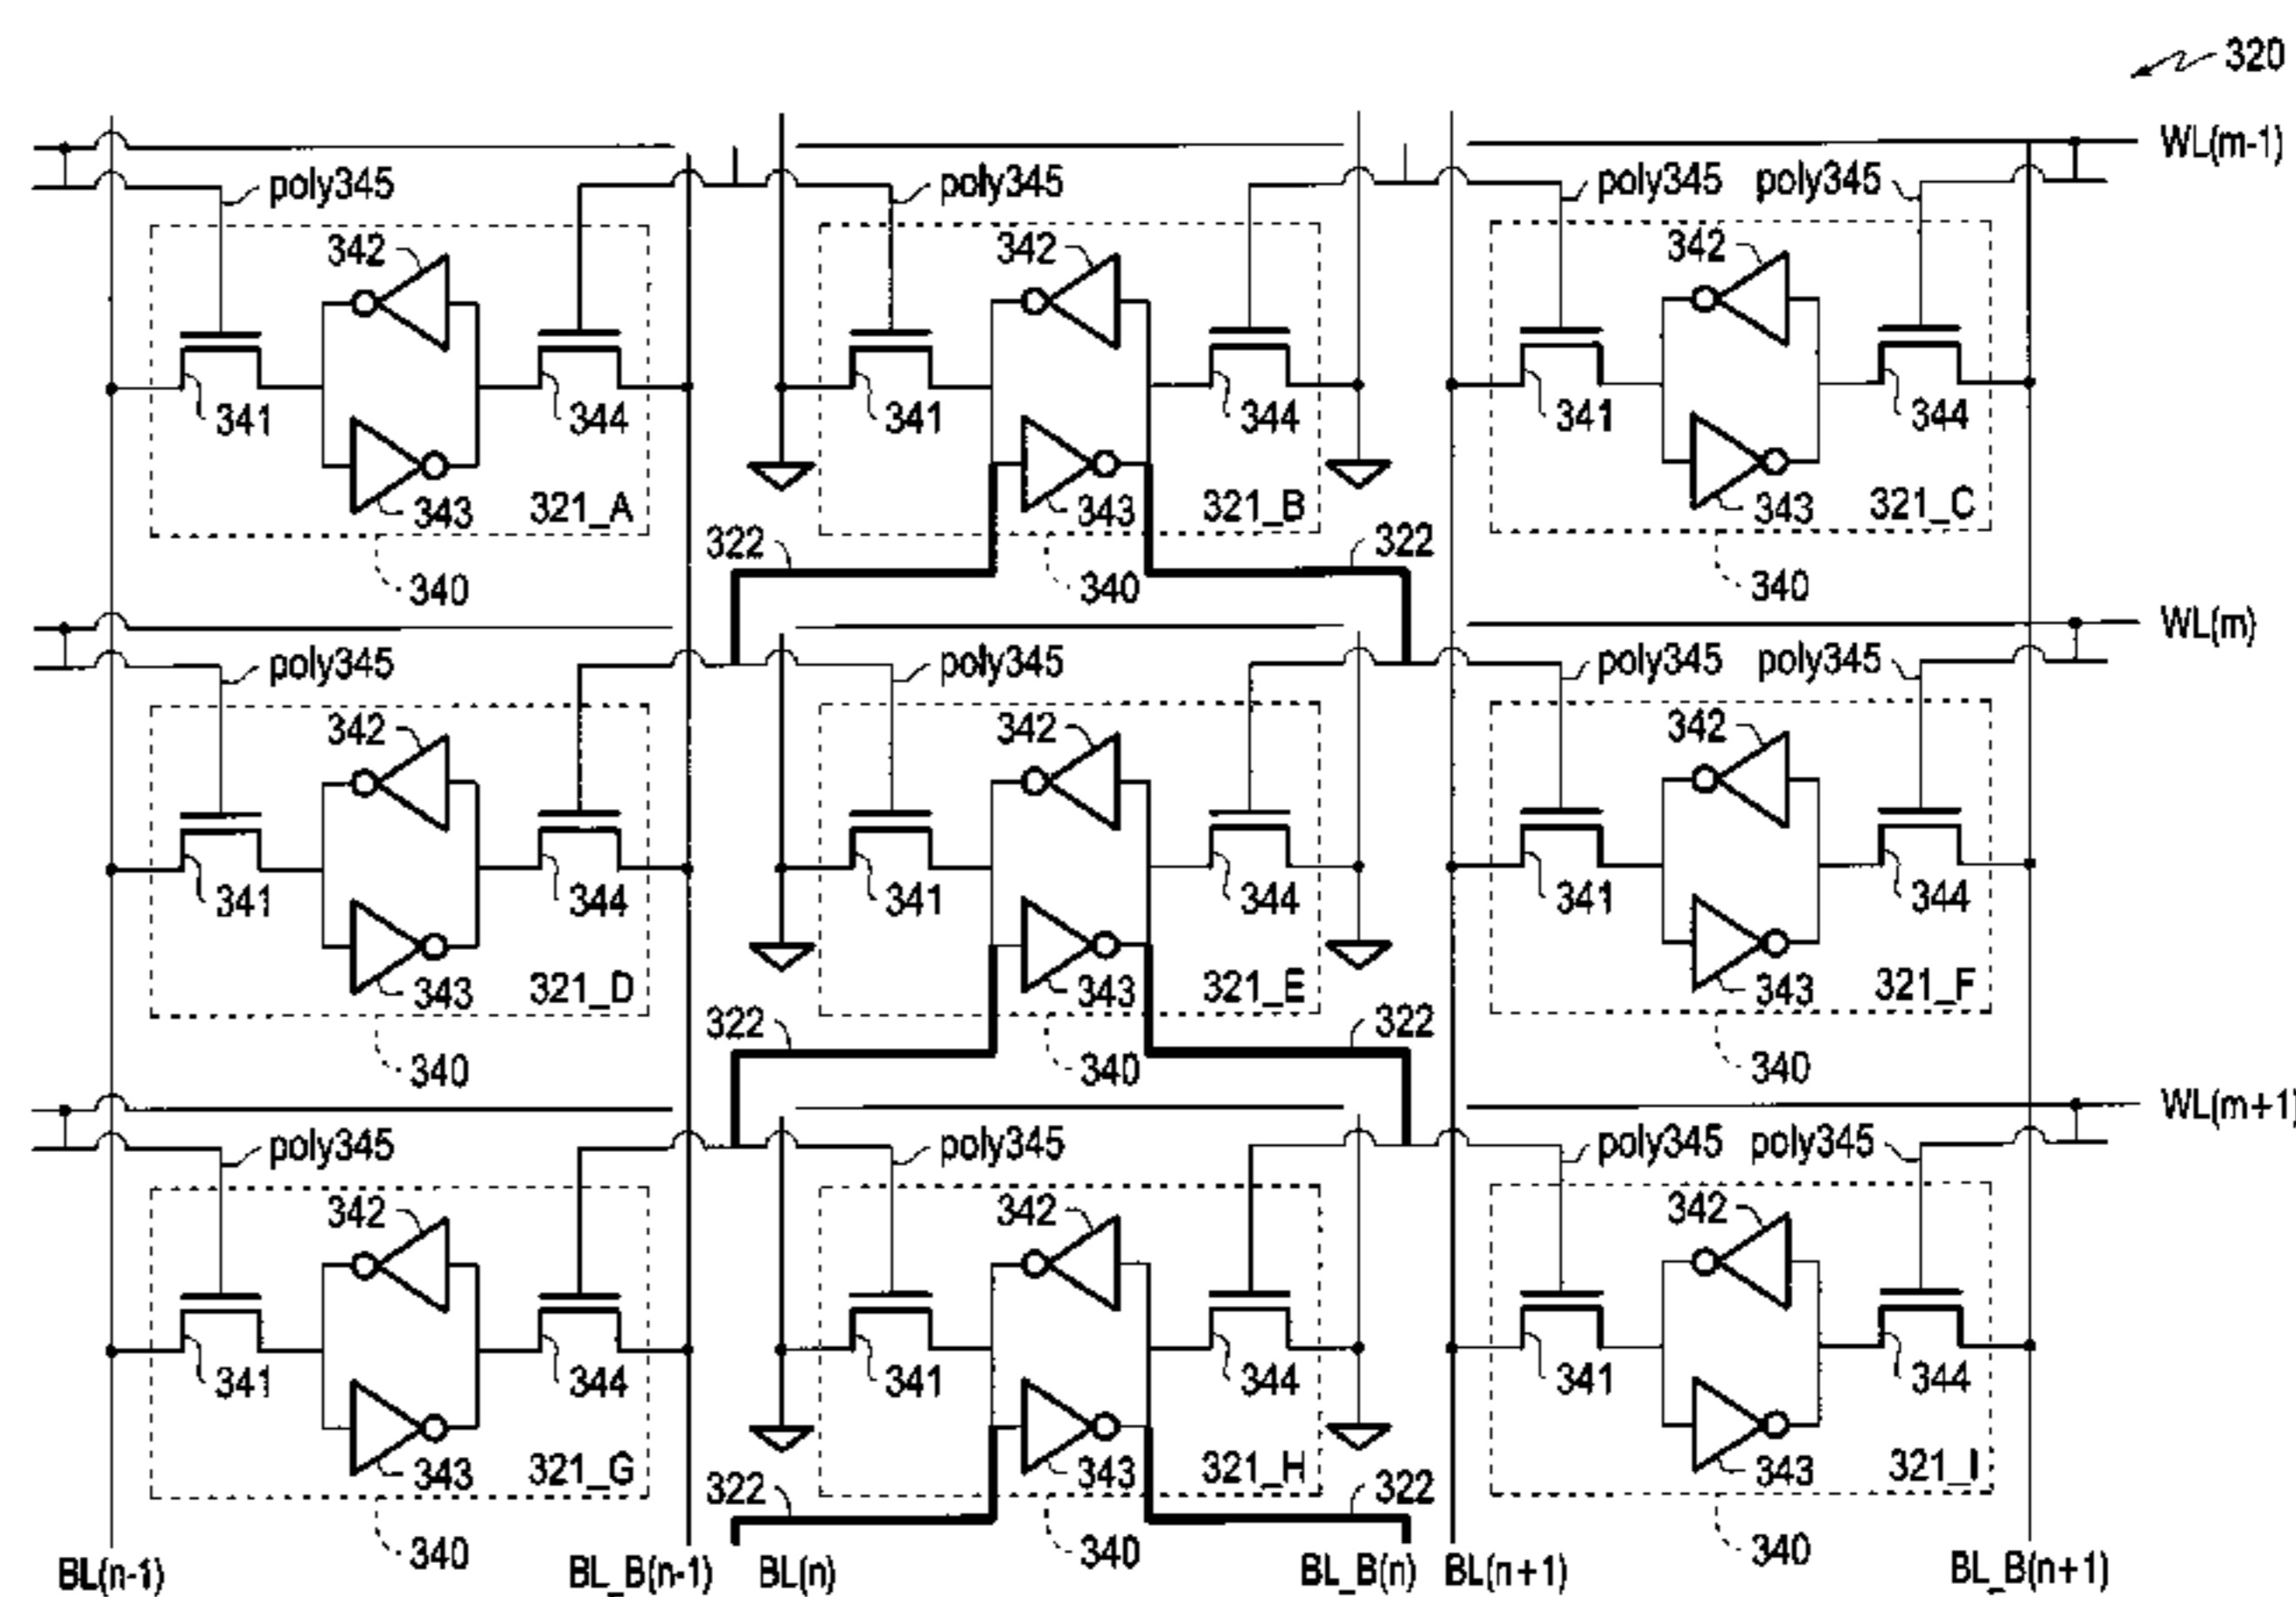 320
WL(m-1)
poly345 poly345 poly345 poly345
342 342 342
341 344 341 344 341 344
343 321_A 343 321_B 343 321_C
322 322
340 340 340
WL(m)
poly345 poly345 poly345 poly345
342 342 342
341 344 341 344 341 344
343 321_D 343 321_E 343 321_F
322 322
340 340 340
WL(m+1)
poly345 poly345 poly345 poly345
342 342 342
341 344 341 344 341 344
343 321_G 343 321_H 343 321_I
322 322
340 340 340
BL(n-1) BL_B(n-1) BL(n) BL_B(n) BL(n+1) BL_B(n+1)